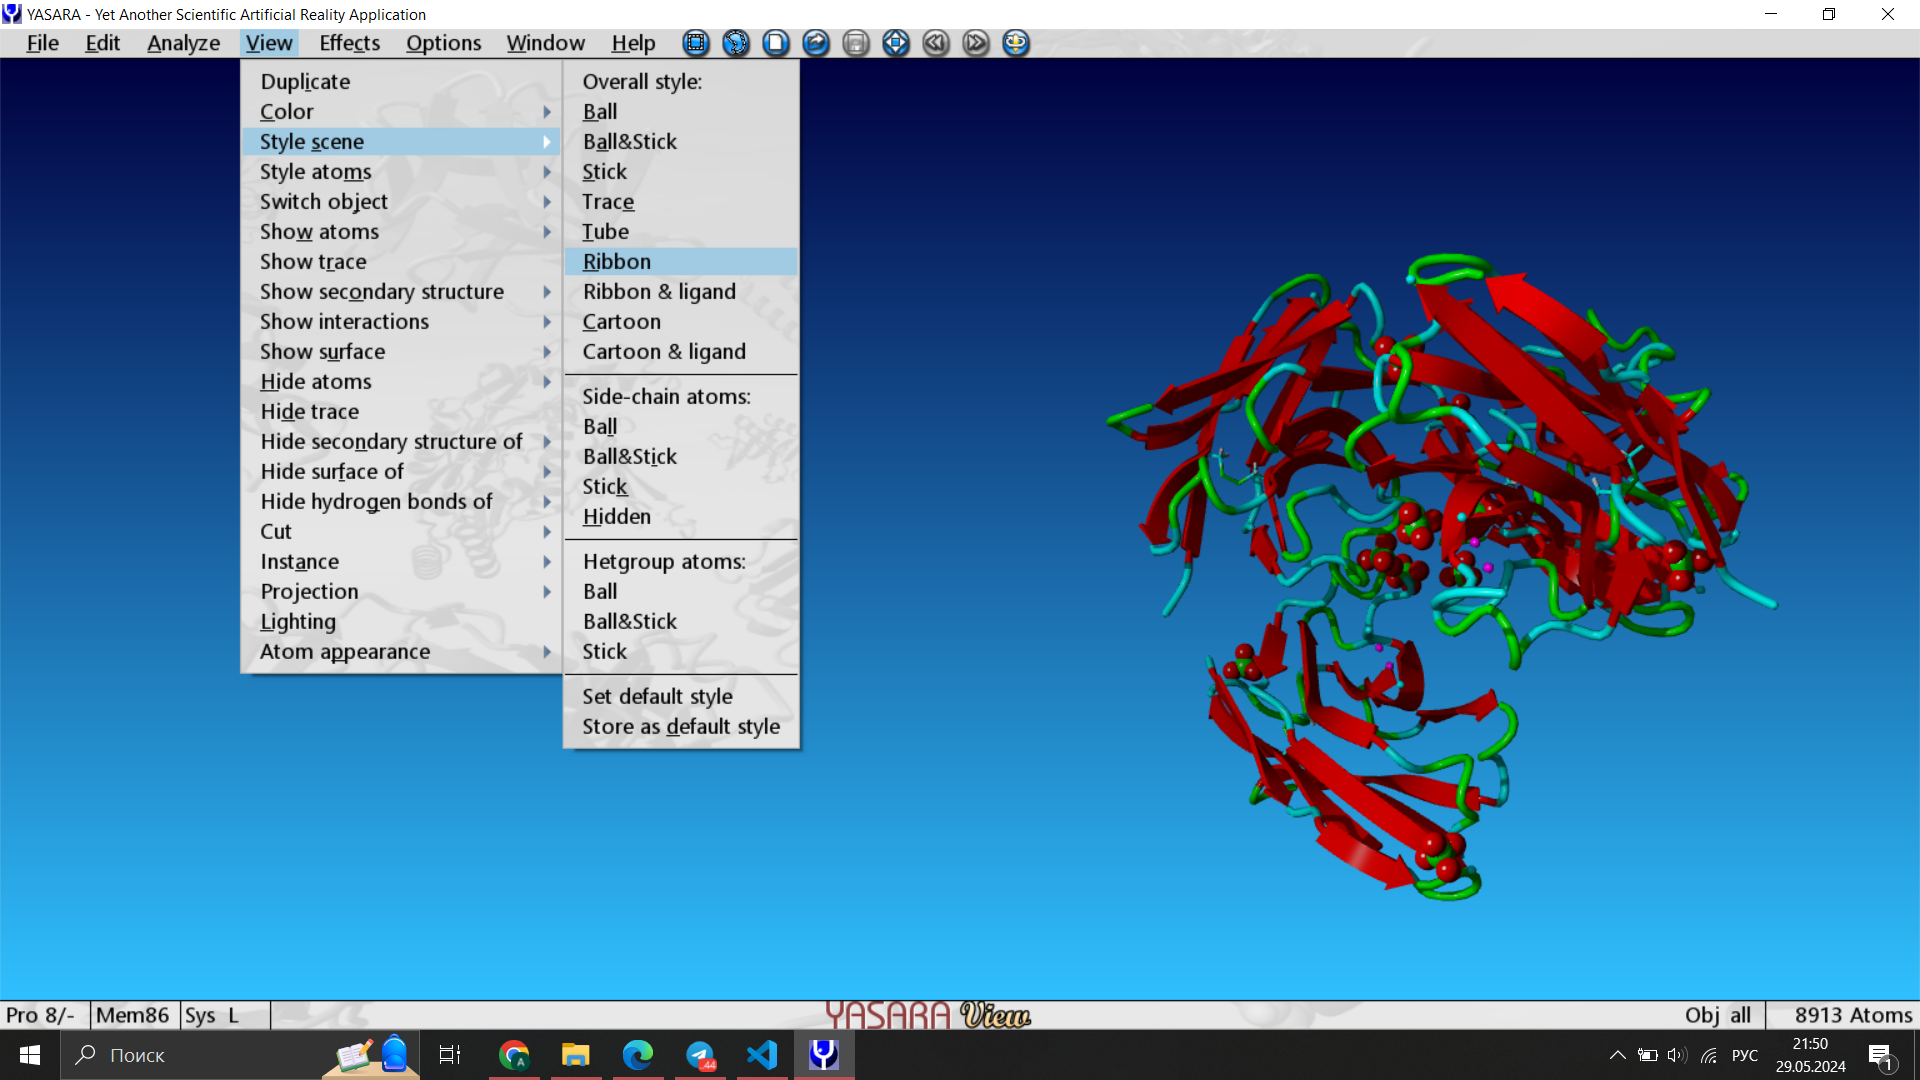 YASARA - Yet Another Scientific Artificial Reality Application
File Edit Analyze View Effects Options Window Help
Duplicate
Color
Style scene
Style atoms
Switch object
Show atoms
Show trace
Show secondary structure
Show interactions
Show surface
Hide atoms
Hide trace
Hide secondary structure of
Hide surface of
Hide hydrogen bonds of
Cut
Instance
Projection
Lighting
Atom appearance
Overall style:
Ball
Ball&Stick
Stick
Trace
Tube
Ribbon
Ribbon & ligand
Cartoon
Cartoon & ligand
Side-chain atoms:
Ball
Ball&Stick
Stick
Hidden
Hetgroup atoms:
Ball
Ball&Stick
Stick
Set default style
Store as default style
Pro 8/- Mem86 Sys L YASARA View Obj all 8913 Atoms
Поиск
A
44
РУС
21:50
29.05.2024
1